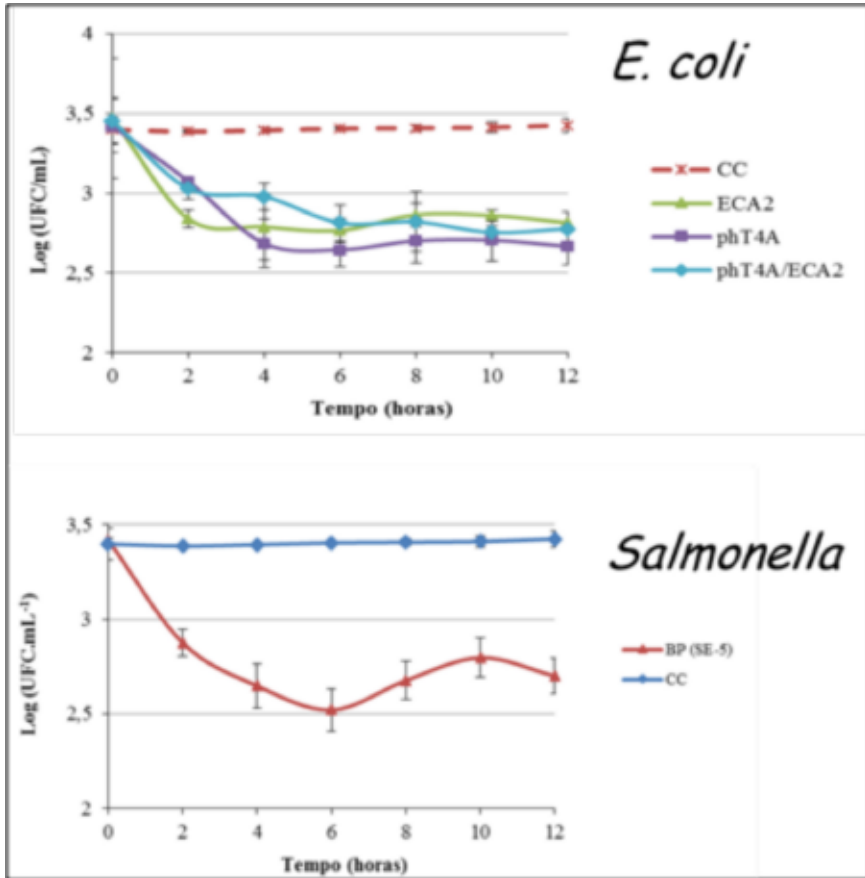 E. coli
4
3,5
3
2,5
2
Log (UFC/mL)
0 2 4 6 8 10 12
Tempo (horas)
CC
ECA2
phT4A
phT4A/ECA2
Salmonella
3,5
3
2,5
2
Log (UFC.mL⁻¹)
0 2 4 6 8 10 12
Tempo (horas)
BP (SE-5)
CC